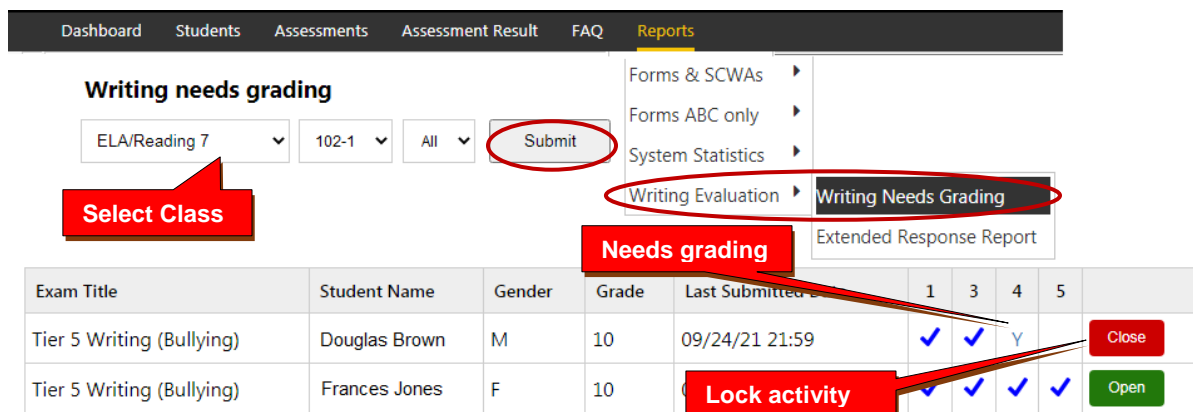 Dashboard Students Assessments Assessment Result FAQ Reports
Writing needs grading
ELA/Reading 7 102-1 All Submit
Select Class
Forms & SCWAs
Forms ABC only
System Statistics
Writing Evaluation Writing Needs Grading
Extended Response Report
Needs grading
Exam Title Student Name Gender Grade Last Submitted 1 3 4 5
Tier 5 Writing (Bullying) Douglas Brown M 10 09/24/21 21:59 Y Close
Tier 5 Writing (Bullying) Frances Jones F 10 Open
Lock activity